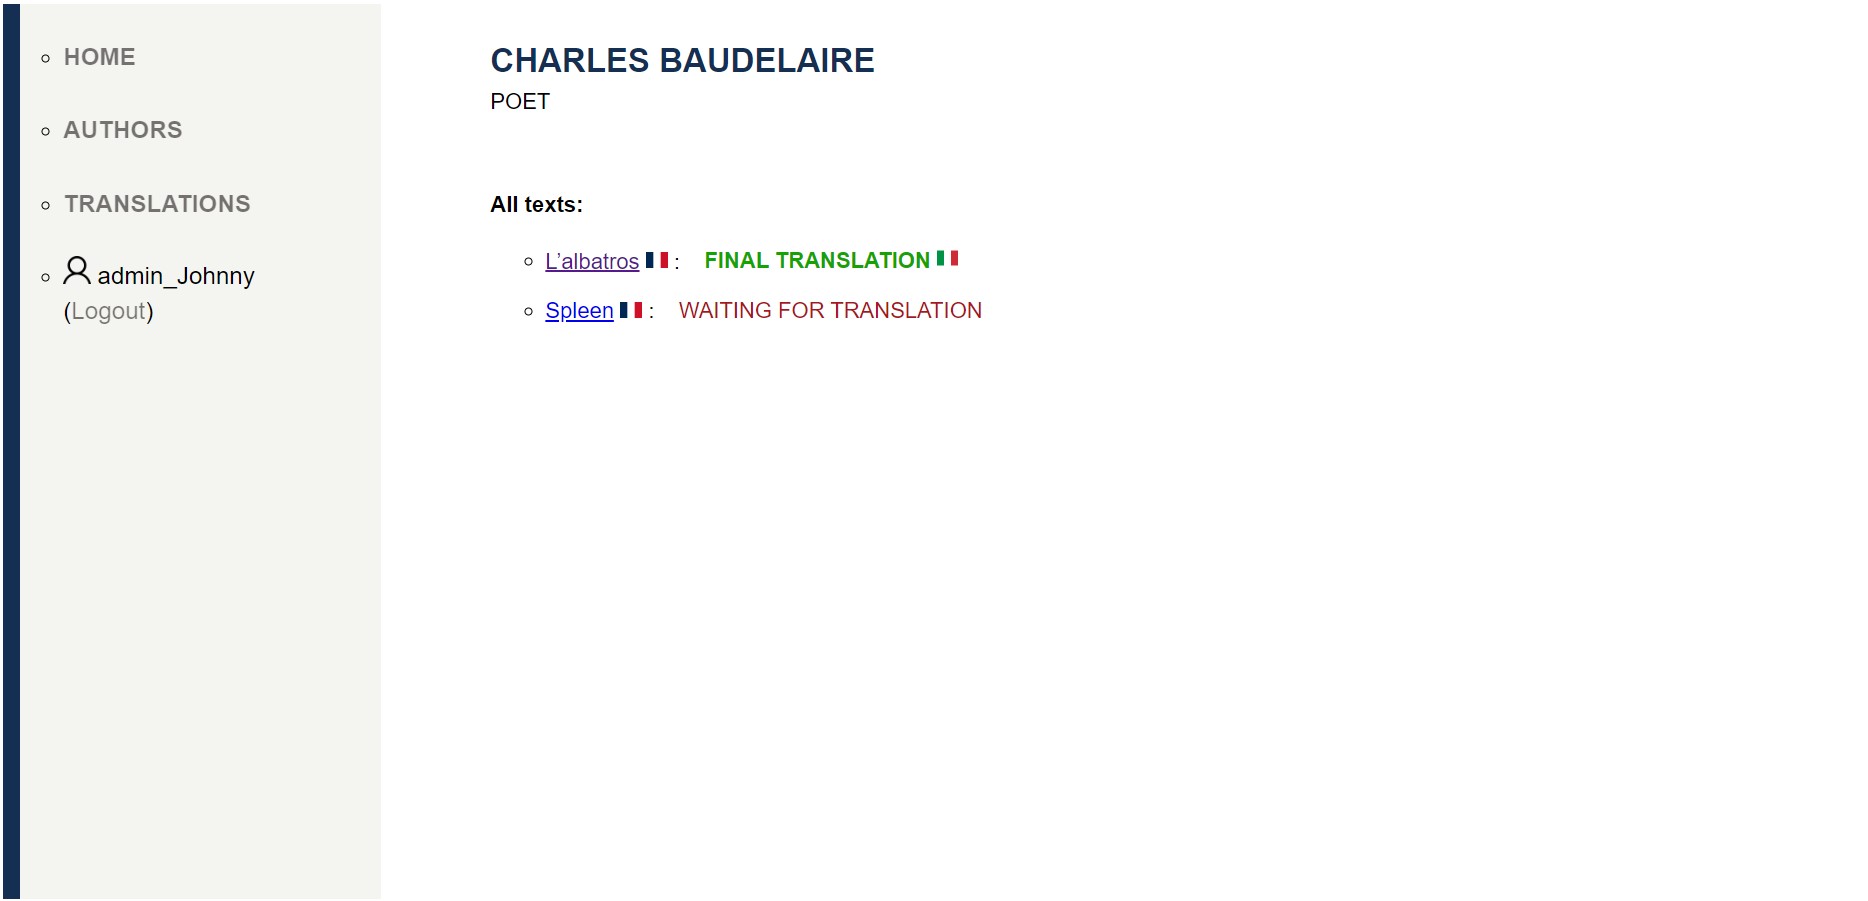 HOME
AUTHORS
TRANSLATIONS
admin_Johnny
(Logout)
CHARLES BAUDELAIRE
POET
All texts:
L’albatros : FINAL TRANSLATION
Spleen : WAITING FOR TRANSLATION